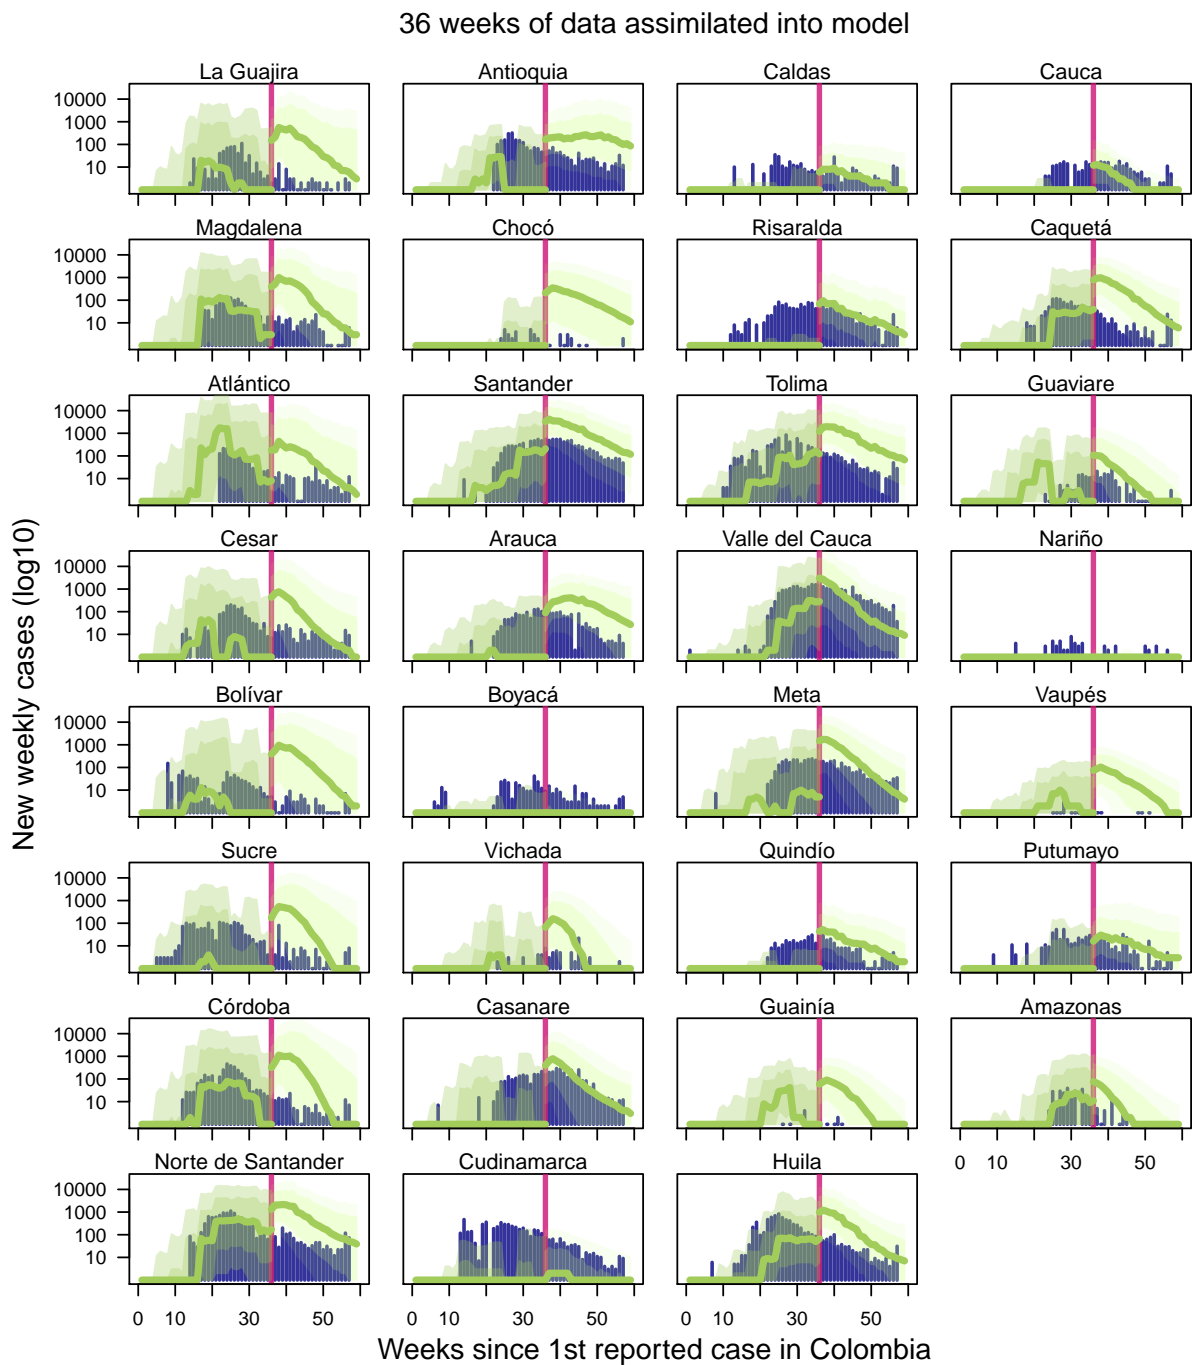 36 weeks of data assimilated into model
La Guajira Antioquia Caldas Cauca
10000
1000
100
10
Magdalena Chocó Risaralda Caquetá
10000
1000
100
10
Atlántico Santander Tolima Guaviare
10000
1000
100
10
Cesar Arauca Valle del Cauca Nariño
10000
1000
100
10
Bolívar Boyacá Meta Vaupés
10000
1000
100
10
Sucre Vichada Quindío Putumayo
10000
1000
100
10
Córdoba Casanare Guainía Amazonas
10000
1000
100
10
0 10 30 50
Norte de Santander Cudinamarca Huila
10000
1000
100
10
0 10 30 50 0 10 30 50 0 10 30 50
New weekly cases (log10)
Weeks since 1st reported case in Colombia